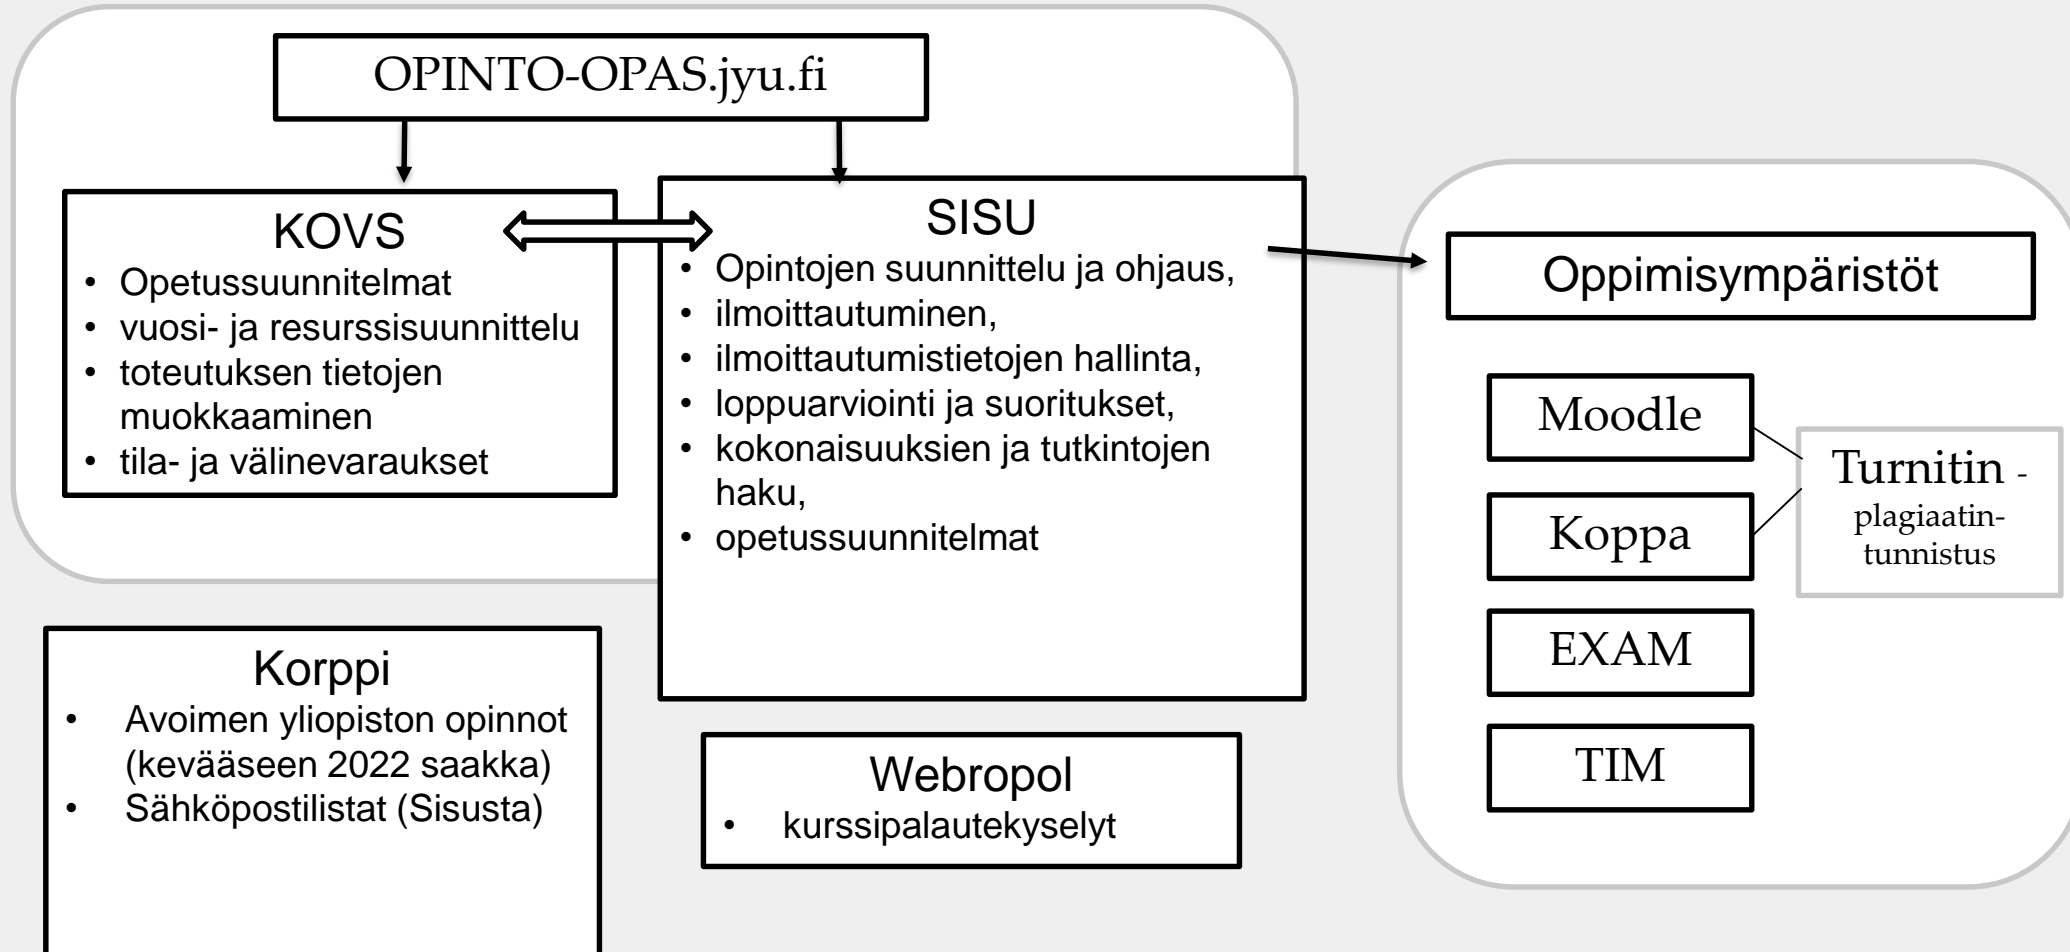 OPINTO-OPAS.jyu.fi
KOVS
• Opetussuunnitelmat
• vuosi- ja resurssisuunnittelu
• toteutuksen tietojen
muokkaaminen
• tila- ja välinevaraukset
SISU
• Opintojen suunnittelu ja ohjaus,
• ilmoittautuminen,
• ilmoittautumistietojen hallinta,
• loppuarviointi ja suoritukset,
• kokonaisuuksien ja tutkintojen
haku,
• opetussuunnitelmat
Oppimisympäristöt
Moodle
Koppa
EXAM
TIM
Turnitin -
plagiaatin-
tunnistus
Korppi
• Avoimen yliopiston opinnot
(kevääseen 2022 saakka)
• Sähköpostilistat (Sisusta)
Webropol
• kurssipalautekyselyt